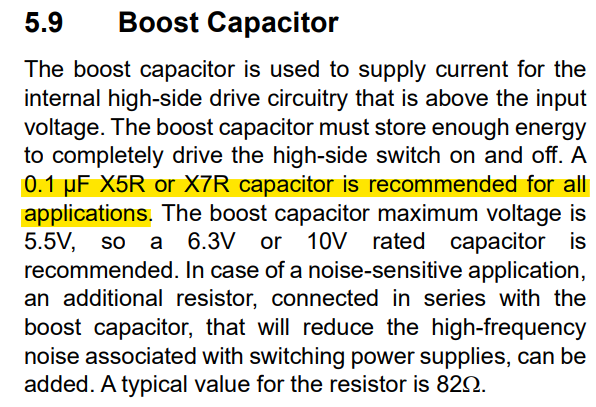 5.9 Boost Capacitor
The boost capacitor is used to supply current for the
internal high-side drive circuitry that is above the input
voltage. The boost capacitor must store enough energy
to completely drive the high-side switch on and off. A
0.1 µF X5R or X7R capacitor is recommended for all
applications. The boost capacitor maximum voltage is
5.5V, so a 6.3V or 10V rated capacitor is
recommended. In case of a noise-sensitive application,
an additional resistor, connected in series with the
boost capacitor, that will reduce the high-frequency
noise associated with switching power supplies, can be
added. A typical value for the resistor is 82Ω.